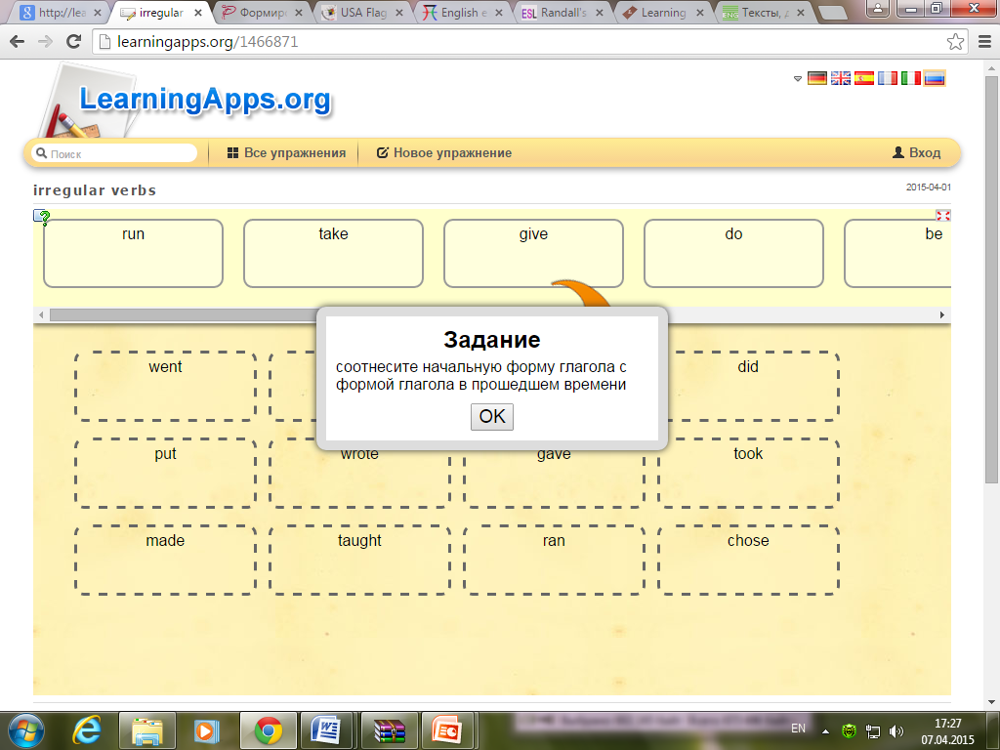 http://lea
irregular
Формиро
USA Flag
English e
Randall's
Learning
Тексты, д
learningapps.org/1466871
LearningApps.org
Поиск
Все упражнения
Новое упражнение
Вход
irregular verbs
2015-04-01
run
take
give
do
be
Задание
соотнесите начальную форму глагола с
формой глагола в прошедшем времени
OK
went
did
put
wrote
gave
took
made
taught
ran
chose
EN
17:27
07.04.2015